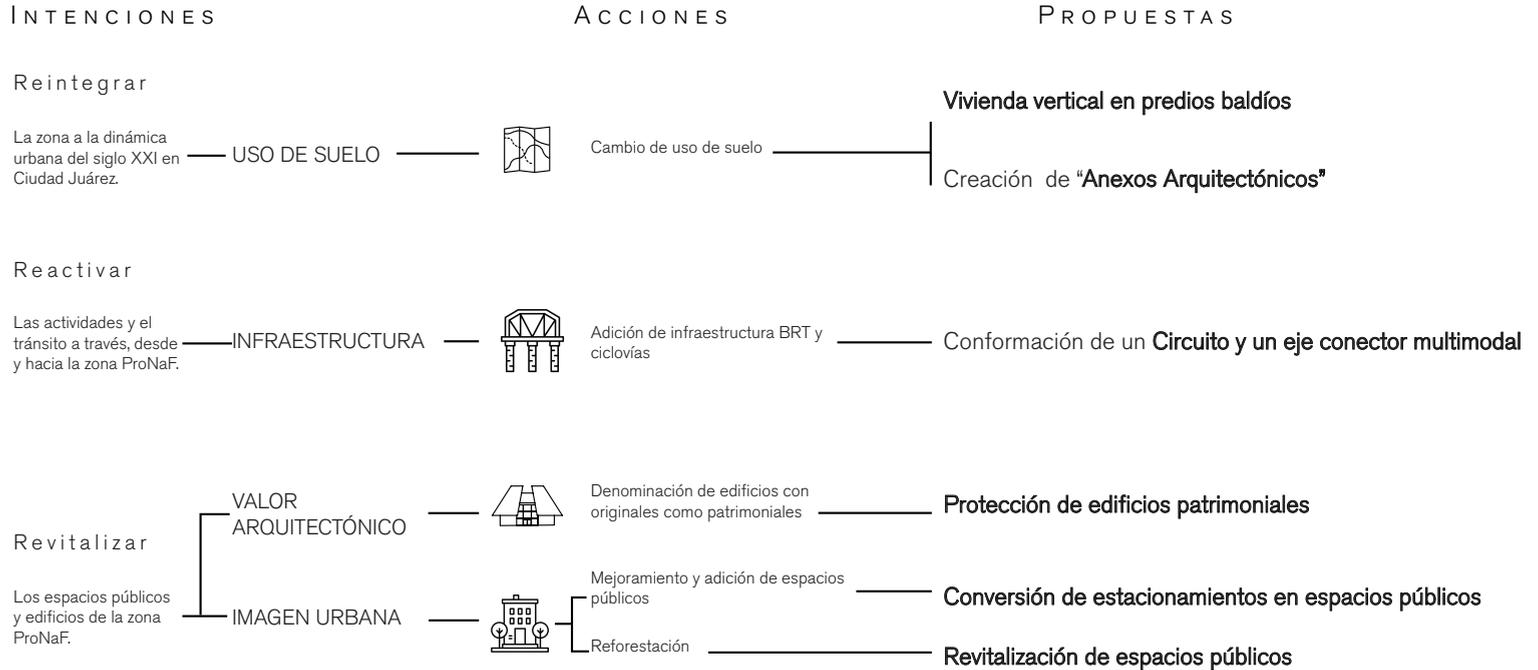 INTENCIONES
ACCIONES
PROPUESTAS
Reintegrar
La zona a la dinámica
urbana del siglo XXI en
Ciudad Juárez.
USO DE SUELO
Cambio de uso de suelo
Vivienda vertical en predios baldíos
Creación de “Anexos Arquitectónicos”
Reactivar
Las actividades y el
tránsito a través, desde
y hacia la zona ProNaF.
INFRAESTRUCTURA
Adición de infraestructura BRT y
ciclovías
Conformación de un Circuito y un eje conector multimodal
Revitalizar
Los espacios públicos
y edificios de la zona
ProNaF.
VALOR
ARQUITECTÓNICO
Denominación de edificios con
originales como patrimoniales
Protección de edificios patrimoniales
IMAGEN URBANA
Mejoramiento y adición de espacios
públicos
Conversión de estacionamientos en espacios públicos
Reforestación
Revitalización de espacios públicos